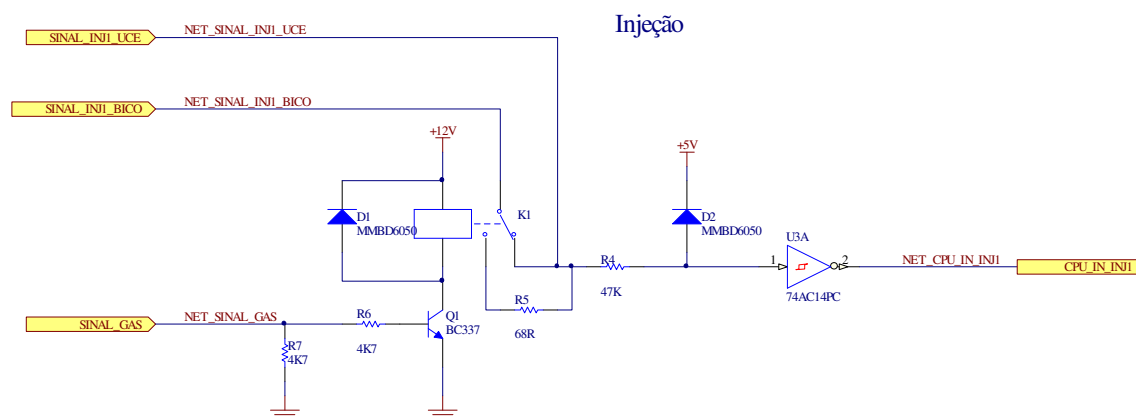 Injeção
SINAL_INJ1_UCE
NET_SINAL_INJ1_UCE
SINAL_INJ1_BICO
NET_SINAL_INJ1_BICO
+12V
+5V
D1
MMBD6050
K1
D2
MMBD6050
U3A
1
2
NET_CPU_IN_INJ1
CPU_IN_INJ1
R4
47K
74AC14PC
R5
68R
SINAL_GAS
NET_SINAL_GAS
R6
4K7
Q1
BC337
R7
4K7